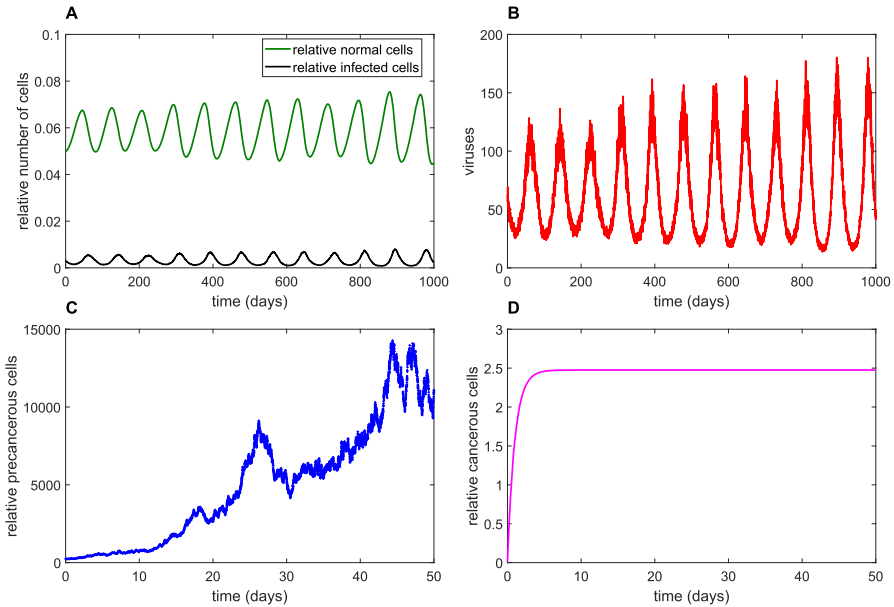 A
relative number of cells
0.1
0.08
0.06
0.04
0.02
0
relative normal cells
relative infected cells
0 200 400 600 800 1000
time (days)
B
viruses
200
150
100
50
0
0 200 400 600 800 1000
time (days)
C
relative precancerous cells
15000
10000
5000
0
0 10 20 30 40 50
time (days)
D
relative cancerous cells
3
2.5
2
1.5
1
0.5
0
0 10 20 30 40 50
time (days)